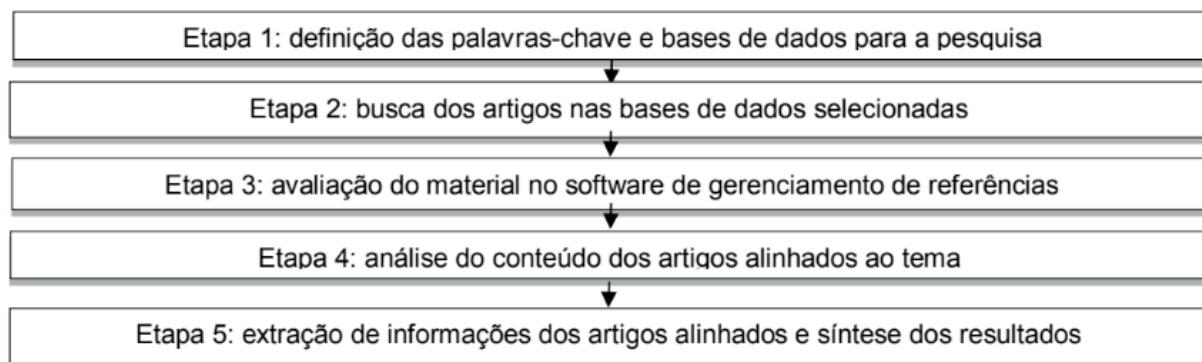 Etapa 1: definição das palavras-chave e bases de dados para a pesquisa
Etapa 2: busca dos artigos nas bases de dados selecionadas
Etapa 3: avaliação do material no software de gerenciamento de referências
Etapa 4: análise do conteúdo dos artigos alinhados ao tema
Etapa 5: extração de informações dos artigos alinhados e síntese dos resultados